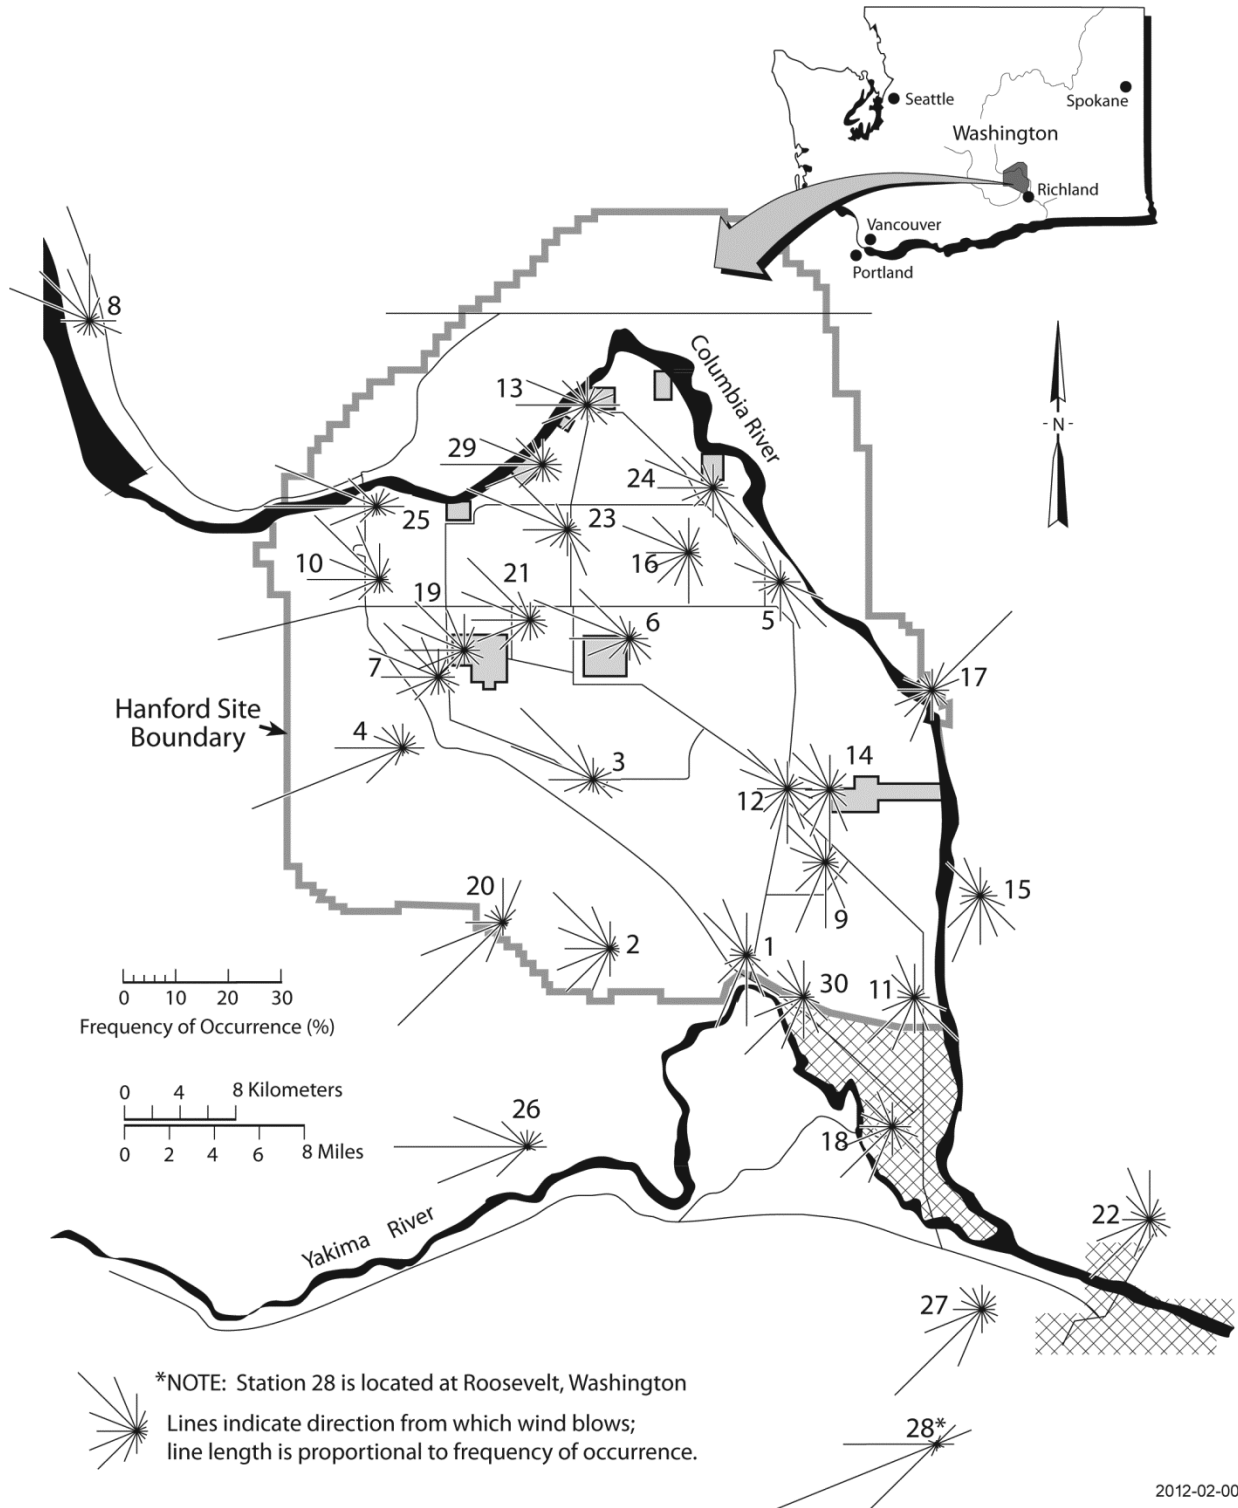 Seattle
Spokane
Washington
Richland
Vancouver
Portland
8
Columbia River
13
- N -
29
24
25
23
10
16
21
19
5
6
7
17
Hanford Site
Boundary
4
3
14
12
20
15
9
2
1
30
11
0 10 20 30
Frequency of Occurrence (%)
0 4 8 Kilometers
0 2 4 6 8 Miles
26
18
22
Yakima River
27
*NOTE: Station 28 is located at Roosevelt, Washington
Lines indicate direction from which wind blows;
line length is proportional to frequency of occurrence.
28*
2012-02-00